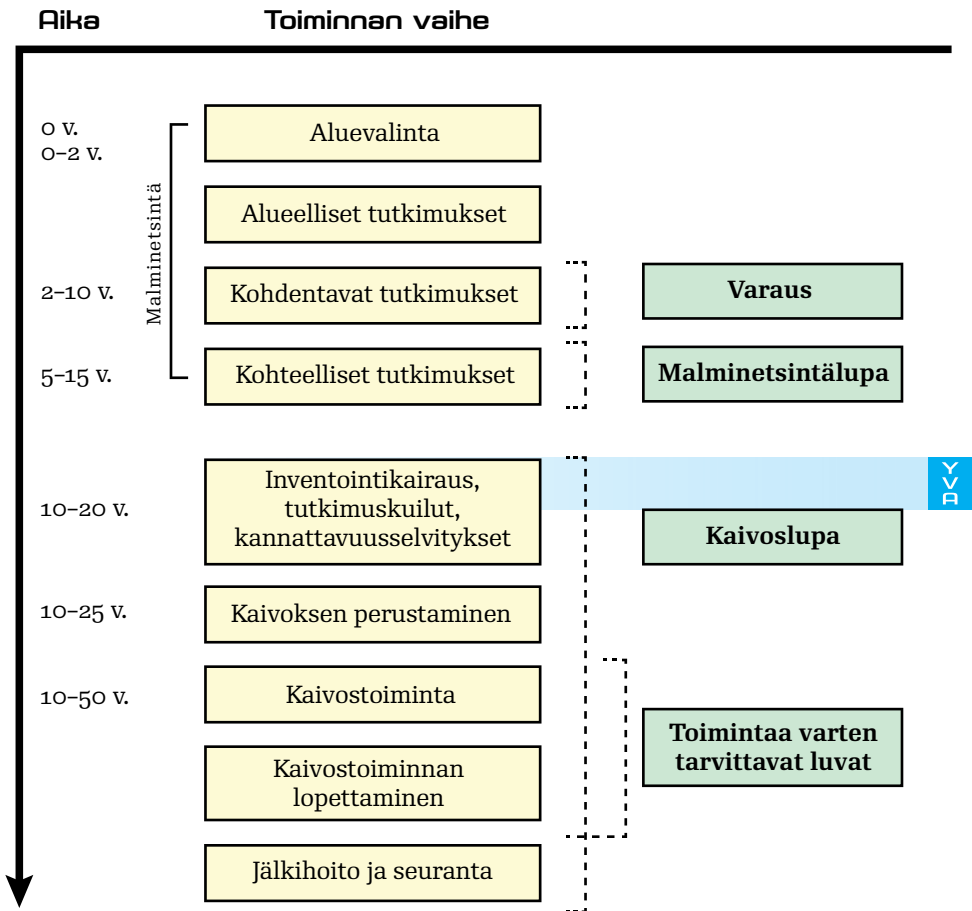 Aika Toiminnan vaihe
0 v.
0–2 v.
Malminetsintä
Aluevalinta
Alueelliset tutkimukset
2–10 v.
Kohdentavat tutkimukset
Varaus
5–15 v.
Kohteelliset tutkimukset
Malminetsintälupa
10–20 v.
Inventointikairaus,
tutkimuskuilut,
kannattavuusselvitykset
YVA
Kaivoslupa
10–25 v.
Kaivoksen perustaminen
10–50 v.
Kaivostoiminta
Toimintaa varten
tarvittavat luvat
Kaivostoiminnan
lopettaminen
Jälkihoito ja seuranta